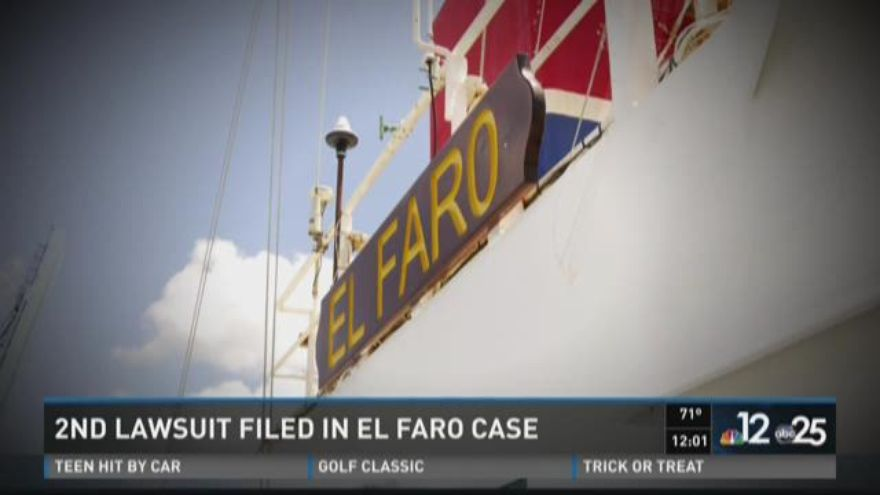 EL FARO
2ND LAWSUIT FILED IN EL FARO CASE
71°
12:01
12
abc 25
TEEN HIT BY CAR
GOLF CLASSIC
TRICK OR TREAT